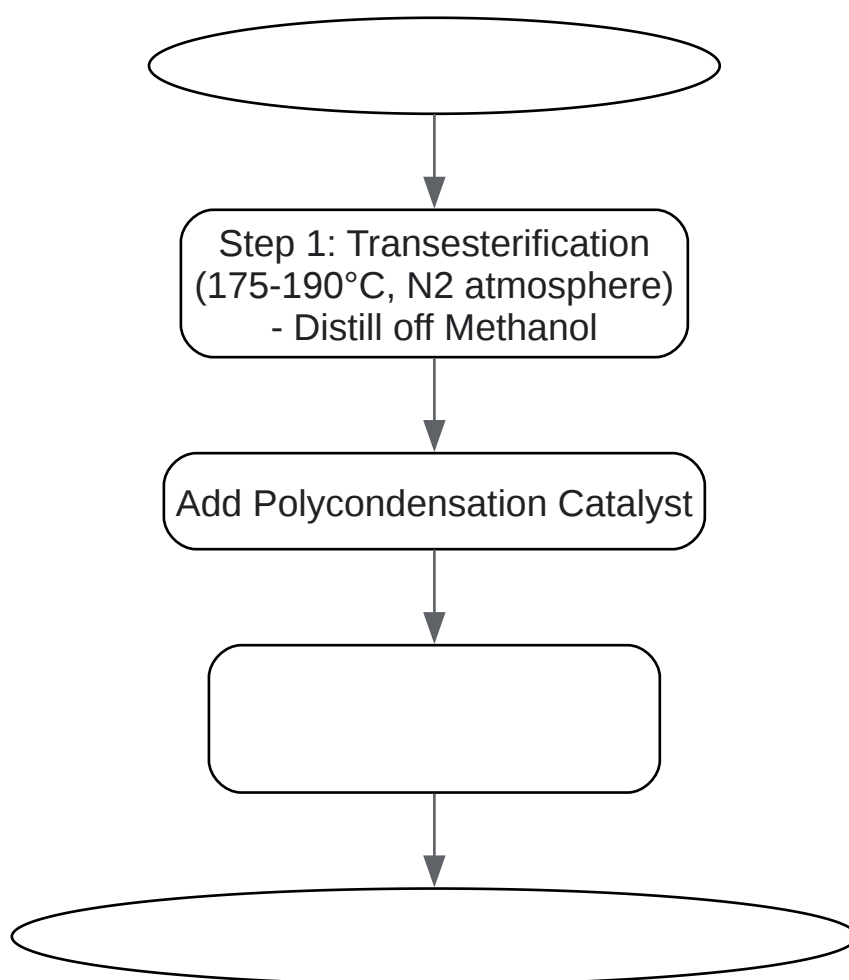 Step 1: Transesterification
(175-190°C, N2 atmosphere)
- Distill off Methanol
Add Polycondensation Catalyst